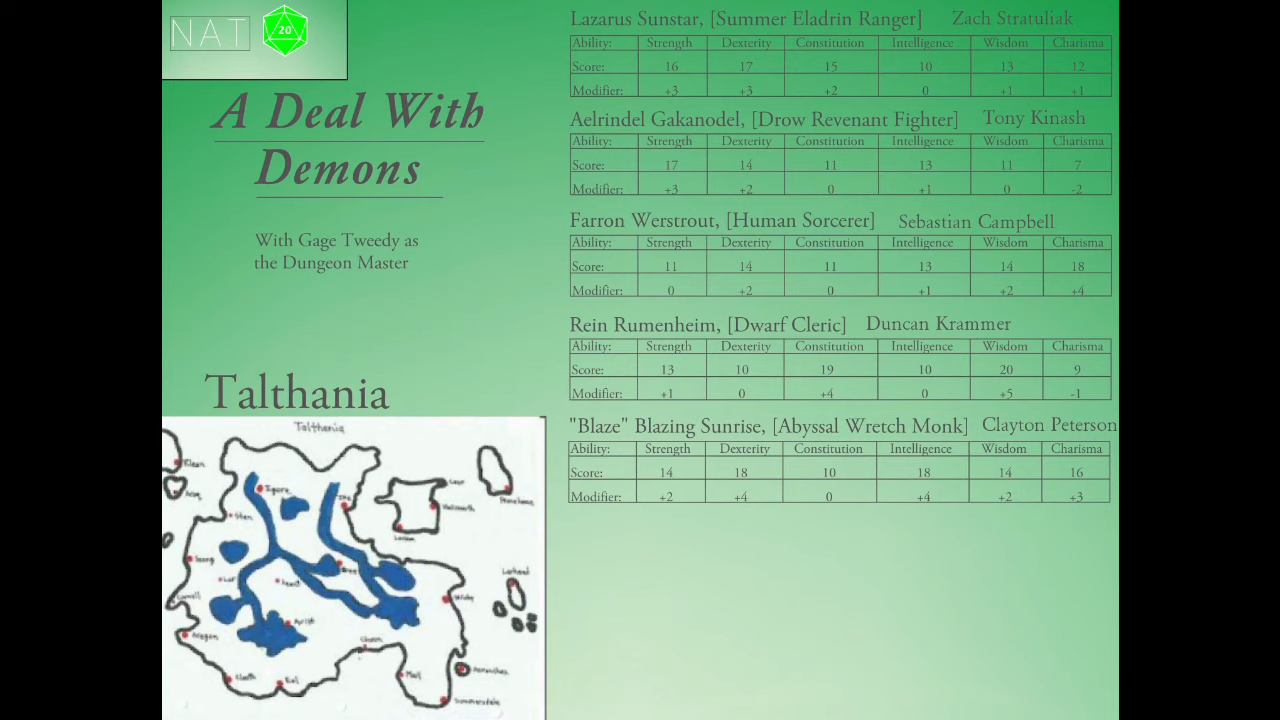 NAT 20
A Deal With
Demons
With Gage Tweedy as
the Dungeon Master
Talthania
Lazarus Sunstar, [Summer Eladrin Ranger] Zach Stratuliak
Ability: Strength Dexterity Constitution Intelligence Wisdom Charisma
Score: 16 17 15 10 13 12
Modifier: +3 +3 +2 0 +1 +1
Aelrindel Gakanodel, [Drow Revenant Fighter] Tony Kinash
Ability: Strength Dexterity Constitution Intelligence Wisdom Charisma
Score: 17 14 11 13 11 7
Modifier: +3 +2 0 +1 0 -2
Farron Werstrout, [Human Sorcerer] Sebastian Campbell
Ability: Strength Dexterity Constitution Intelligence Wisdom Charisma
Score: 11 14 11 13 14 18
Modifier: 0 +2 0 +1 +2 +4
Rein Rumenheim, [Dwarf Cleric] Duncan Krammer
Ability: Strength Dexterity Constitution Intelligence Wisdom Charisma
Score: 13 10 19 10 20 9
Modifier: +1 0 +4 0 +5 -1
"Blaze" Blazing Sunrise, [Abyssal Wretch Monk] Clayton Peterson
Ability: Strength Dexterity Constitution Intelligence Wisdom Charisma
Score: 14 18 10 18 14 16
Modifier: +2 +4 0 +4 +2 +3
Talthania